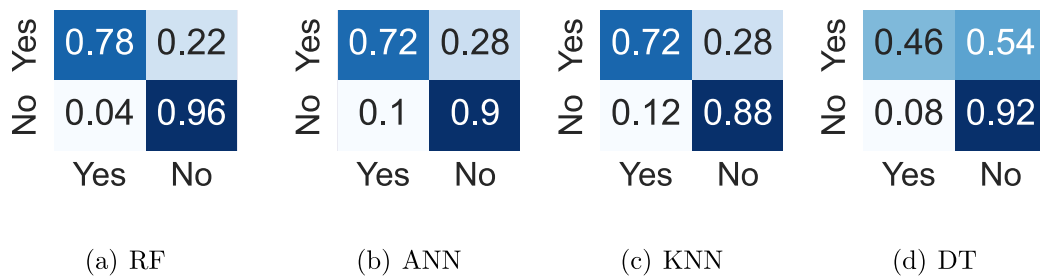 Yes 0.78 0.22
No 0.04 0.96
Yes No
(a) RF
Yes 0.72 0.28
No 0.1 0.9
Yes No
(b) ANN
Yes 0.72 0.28
No 0.12 0.88
Yes No
(c) KNN
Yes 0.46 0.54
No 0.08 0.92
Yes No
(d) DT